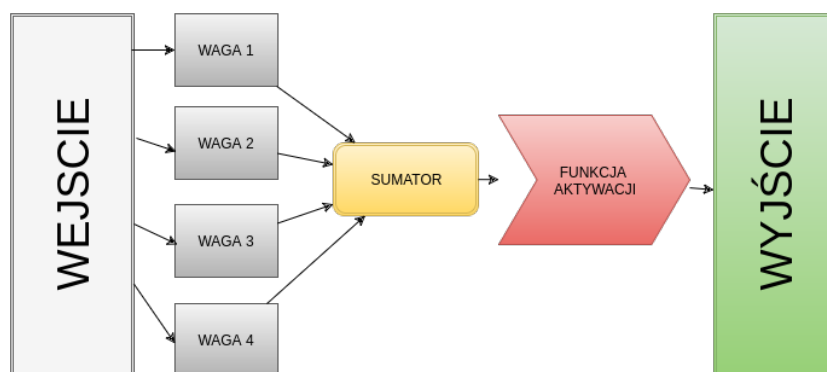 WEJSCIE
WAGA 1
WAGA 2
WAGA 3
WAGA 4
SUMATOR
FUNKCJA
AKTYWACJI
WYJŚCIE